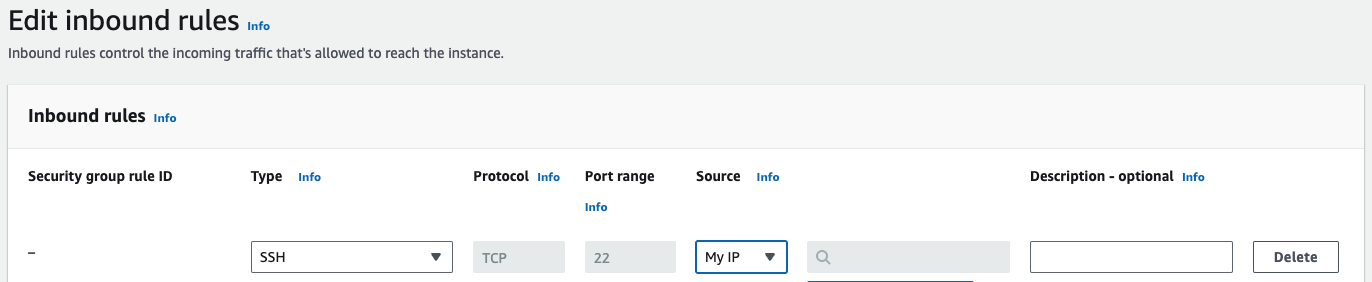 Edit inbound rules Info
Inbound rules control the incoming traffic that's allowed to reach the instance.
Inbound rules Info
Security group rule ID Type Info Protocol Info Port range Info Source Info Description - optional Info
– SSH TCP 22 My IP Delete